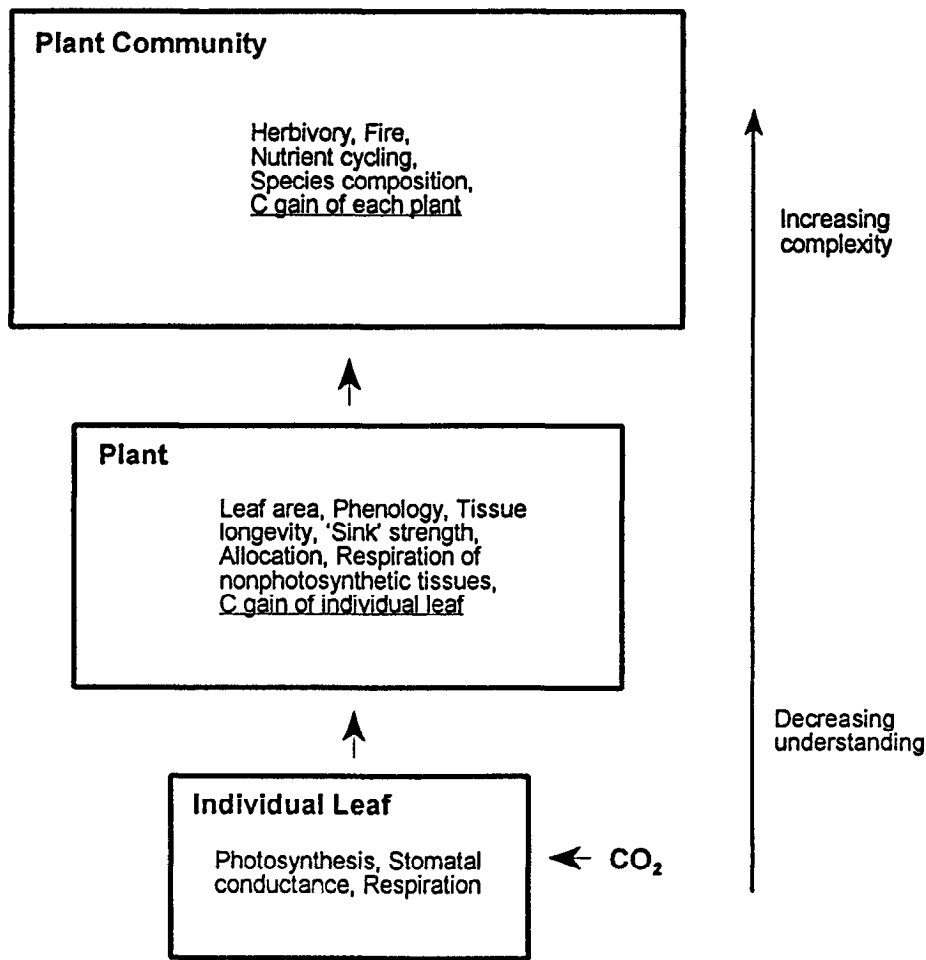 Plant Community
Herbivory, Fire,
Nutrient cycling,
Species composition,
C gain of each plant
Increasing
complexity
Plant
Leaf area, Phenology, Tissue
longevity, 'Sink' strength,
Allocation, Respiration of
nonphotosynthetic tissues,
C gain of individual leaf
Decreasing
understanding
Individual Leaf
Photosynthesis, Stomatal
conductance, Respiration
CO₂